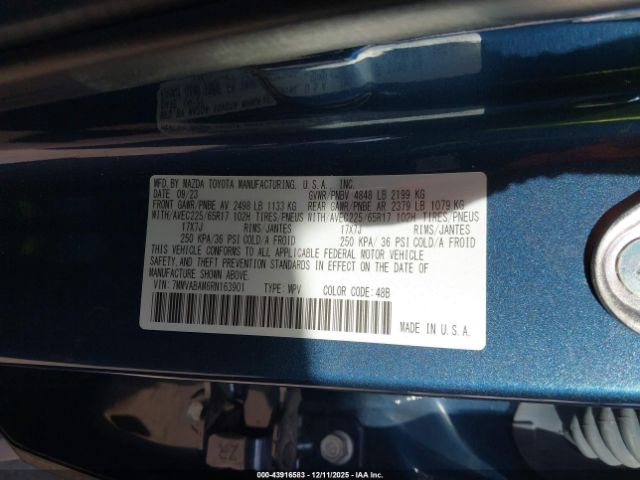 MFD. BY MAZDA TOYOTA MANUFACTURING, U.S.A., INC.
DATE 09/23 GVWR/PNBV 4848 LB 2199 KG
FRONT GAWR/PNBE AV 2498 LB 1133 KG REAR GAWR/PNBE AR 2379 LB 1079 KG
WITH/AVEC225/65R17 102H TIRES/PNEUS WITH/AVEC225/65R17 102H TIRES/PNEUS
17X7J RIMS/JANTES 17X7J RIMS/JANTES
250 KPA/36 PSI COLD/A FROID 250 KPA/36 PSI COLD/A FROID
THIS VEHICLE CONFORMS TO ALL APPLICABLE FEDERAL MOTOR VEHICLE
SAFETY AND THEFT PREVENTION STANDARDS IN EFFECT ON THE DATE OF
MANUFACTURE SHOWN ABOVE.
VIN: 7MMVABAM6RN163901 TYPE: MPV COLOR CODE: 48B
MADE IN U.S.A.
ZR
000-43916583 - 12/11/2025 - IAA Inc.